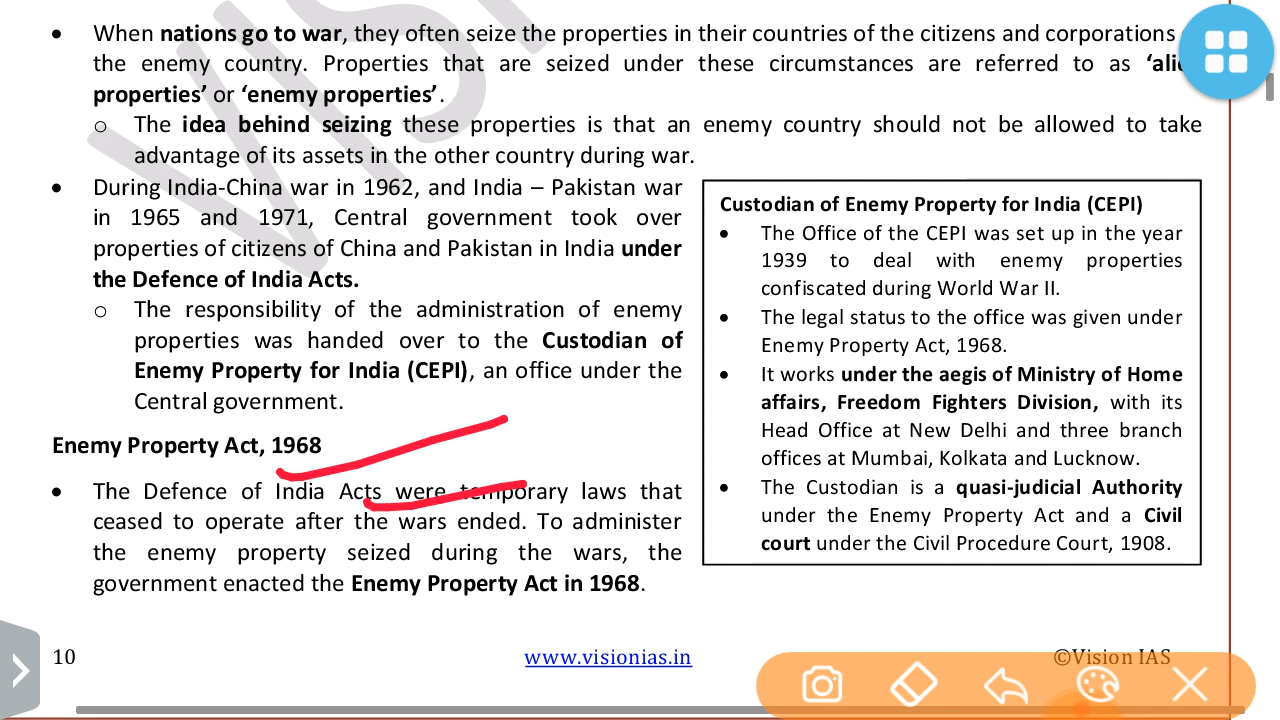 • When nations go to war, they often seize the properties in their countries of the citizens and corporations
the enemy country. Properties that are seized under these circumstances are referred to as
properties’ or ‘enemy properties’.
o The idea behind seizing these properties is that an enemy country should not be allowed to take
advantage of its assets in the other country during war.
• During India-China war in 1962, and India – Pakistan war
in 1965 and 1971, Central government took over
properties of citizens of China and Pakistan in India under
the Defence of India Acts.
o The responsibility of the administration of enemy
properties was handed over to the Custodian of
Enemy Property for India (CEPI), an office under the
Central government.
Enemy Property Act, 1968
• The Defence of India Acts were temporary laws that
ceased to operate after the wars ended. To administer
the enemy property seized during the wars, the
government enacted the Enemy Property Act in 1968.
Custodian of Enemy Property for India (CEPI)
• The Office of the CEPI was set up in the year
1939 to deal with enemy properties
confiscated during World War II.
• The legal status to the office was given under
Enemy Property Act, 1968.
• It works under the aegis of Ministry of Home
affairs, Freedom Fighters Division, with its
Head Office at New Delhi and three branch
offices at Mumbai, Kolkata and Lucknow.
• The Custodian is a quasi-judicial Authority
under the Enemy Property Act and a Civil
court under the Civil Procedure Court, 1908.
10
www.visionias.in
©Vision IAS